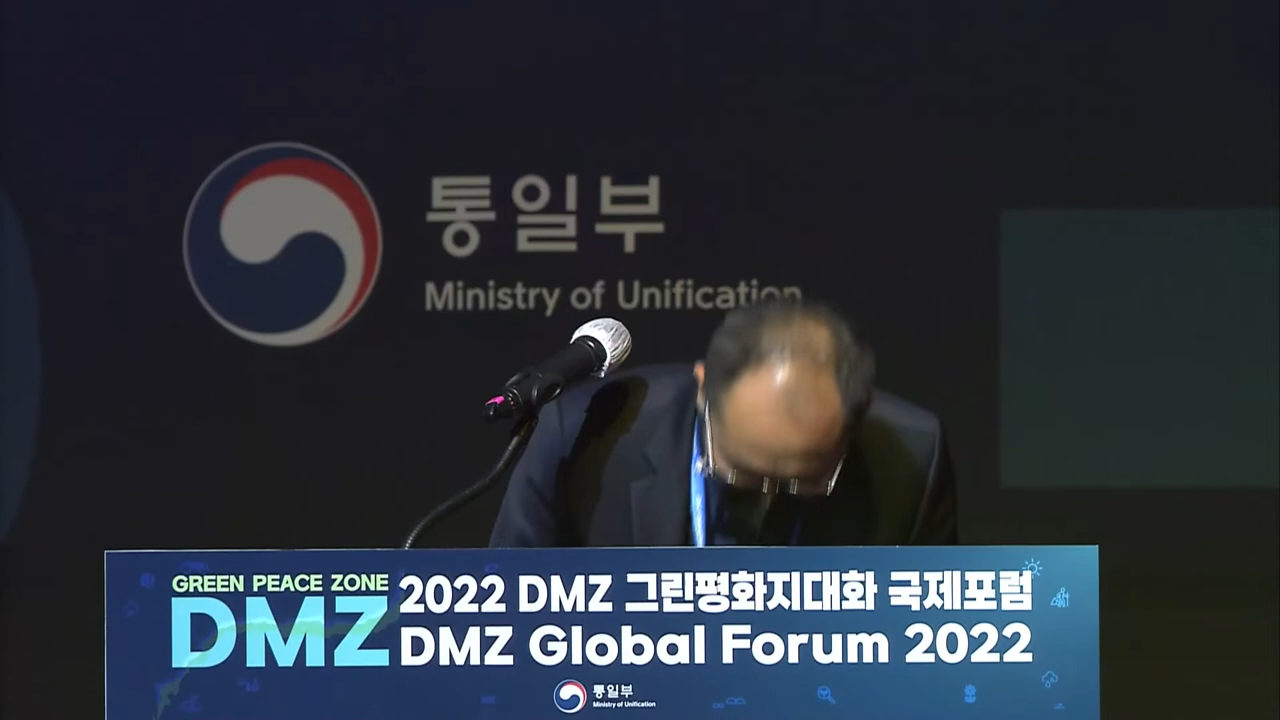 통일부
Ministry of Unification
GREEN PEACE ZONE
DMZ
2022 DMZ 그린평화지대화 국제포럼
DMZ Global Forum 2022
통일부
Ministry of Unification